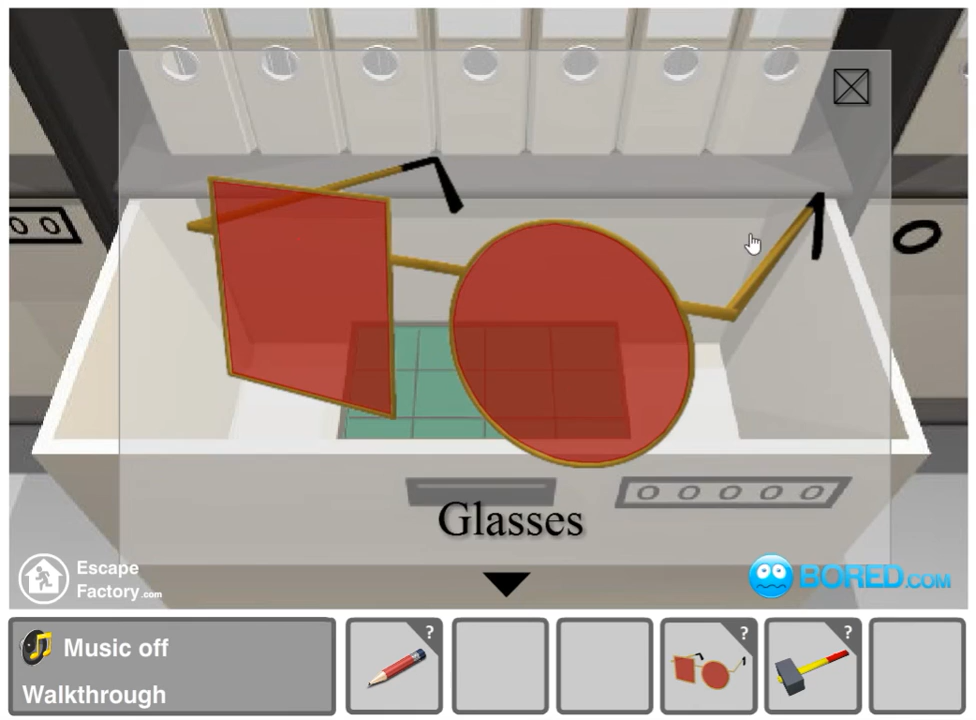 Glasses
Escape
Factory.com
BORED.COM
? ? ?
Music off
Walkthrough